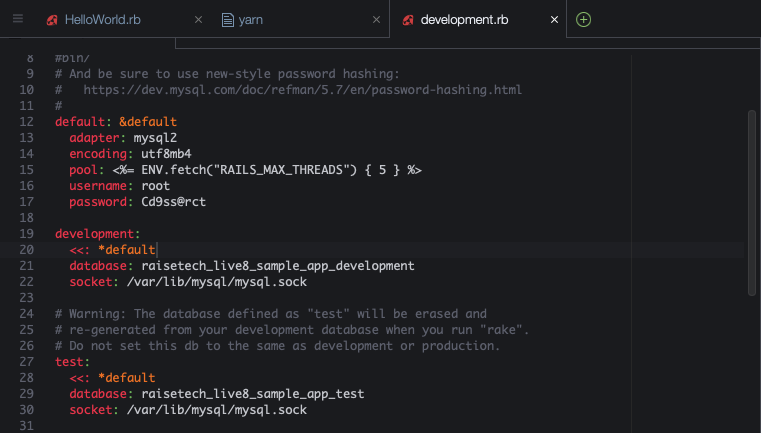 HelloWorld.rb
yarn
development.rb
8 #bin/
9 # And be sure to use new-style password hashing:
10 #   https://dev.mysql.com/doc/refman/5.7/en/password-hashing.html
11 #
12 default: &default
13   adapter: mysql2
14   encoding: utf8mb4
15   pool: <%= ENV.fetch("RAILS_MAX_THREADS") { 5 } %>
16   username: root
17   password: Cd9ss@rct
18
19 development:
20   <<: *default
21   database: raisetech_live8_sample_app_development
22   socket: /var/lib/mysql/mysql.sock
23
24 # Warning: The database defined as "test" will be erased and
25 # re-generated from your development database when you run "rake".
26 # Do not set this db to the same as development or production.
27 test:
28   <<: *default
29   database: raisetech_live8_sample_app_test
30   socket: /var/lib/mysql/mysql.sock
31